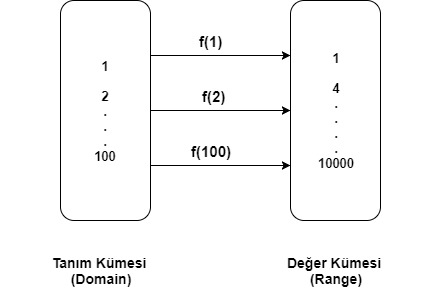 f(1)
1
1
2
f(2)
4
.
.
.
.
.
.
.
100
f(100)
10000
Tanım Kümesi
(Domain)
Değer Kümesi
(Range)